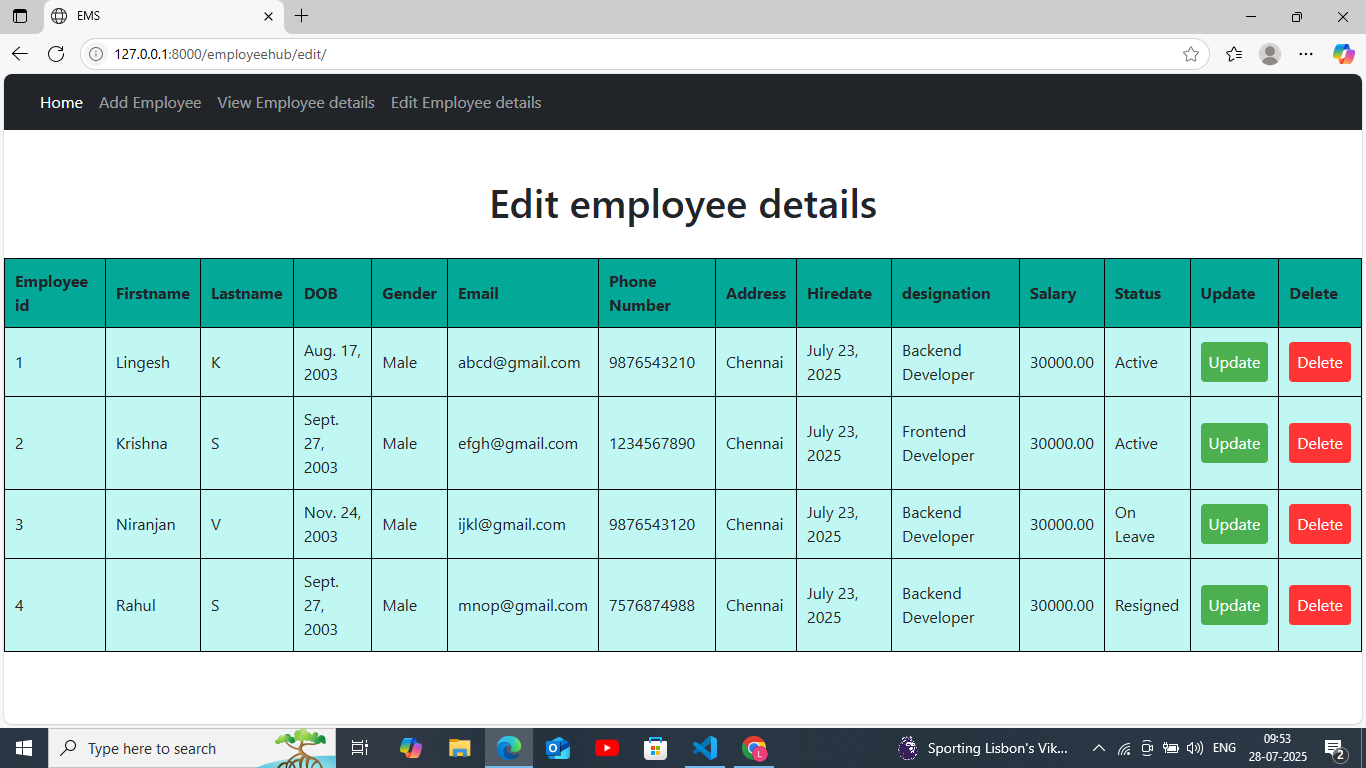 EMS
127.0.0.1:8000/employeehub/edit/
Home Add Employee View Employee details Edit Employee details
Edit employee details
Employee id Firstname Lastname DOB Gender Email Phone Number Address Hiredate designation Salary Status Update Delete
1 Lingesh K Aug. 17, 2003 Male abcd@gmail.com 9876543210 Chennai July 23, 2025 Backend Developer 30000.00 Active Update Delete
2 Krishna S Sept. 27, 2003 Male efgh@gmail.com 1234567890 Chennai July 23, 2025 Frontend Developer 30000.00 Active Update Delete
3 Niranjan V Nov. 24, 2003 Male ijkl@gmail.com 9876543120 Chennai July 23, 2025 Backend Developer 30000.00 On Leave Update Delete
4 Rahul S Sept. 27, 2003 Male mnop@gmail.com 7576874988 Chennai July 23, 2025 Backend Developer 30000.00 Resigned Update Delete
Type here to search
L
Sporting Lisbon's Vik...
ENG
09:53
28-07-2025
2